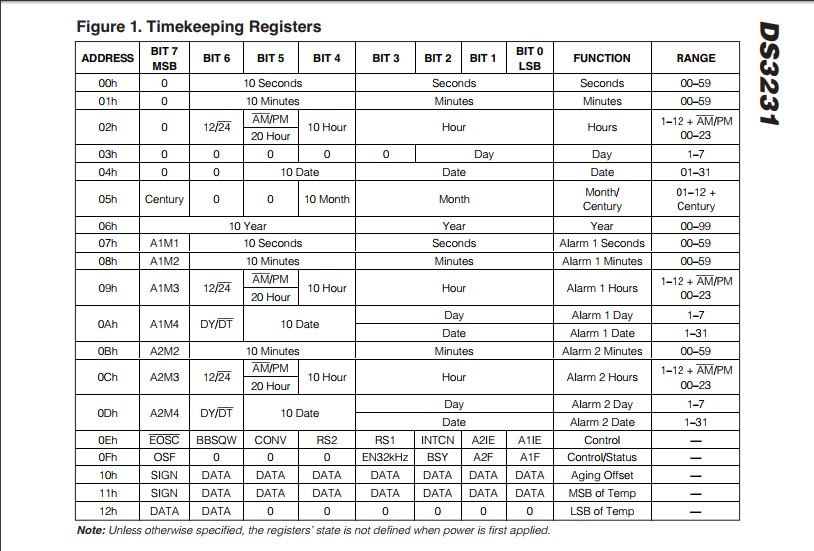 Figure 1. Timekeeping Registers
DS3231
ADDRESS BIT 7 MSB BIT 6 BIT 5 BIT 4 BIT 3 BIT 2 BIT 1 BIT 0 LSB FUNCTION RANGE
00h 0 10 Seconds Seconds Seconds 00–59
01h 0 10 Minutes Minutes Minutes 00–59
02h 0 12/24 AM/PM 20 Hour 10 Hour Hour Hours 1–12 + AM/PM 00–23
03h 0 0 0 0 0 Day Day 1–7
04h 0 0 10 Date Date Date 01–31
05h Century 0 0 10 Month Month Month/ Century 01–12 + Century
06h 10 Year Year Year 00–99
07h A1M1 10 Seconds Seconds Alarm 1 Seconds 00–59
08h A1M2 10 Minutes Minutes Alarm 1 Minutes 00–59
09h A1M3 12/24 AM/PM 20 Hour 10 Hour Hour Alarm 1 Hours 1–12 + AM/PM 00–23
0Ah A1M4 DY/DT 10 Date Day Alarm 1 Day 1–7
Date Alarm 1 Date 1–31
0Bh A2M2 10 Minutes Minutes Alarm 2 Minutes 00–59
0Ch A2M3 12/24 AM/PM 20 Hour 10 Hour Hour Alarm 2 Hours 1–12 + AM/PM 00–23
0Dh A2M4 DY/DT 10 Date Day Alarm 2 Day 1–7
Date Alarm 2 Date 1–31
0Eh EOSC BBSQW CONV RS2 RS1 INTCN A2IE A1IE Control —
0Fh OSF 0 0 0 EN32kHz BSY A2F A1F Control/Status —
10h SIGN DATA DATA DATA DATA DATA DATA DATA Aging Offset —
11h SIGN DATA DATA DATA DATA DATA DATA DATA MSB of Temp —
12h DATA DATA 0 0 0 0 0 0 LSB of Temp —
Note: Unless otherwise specified, the registers' state is not defined when power is first applied.